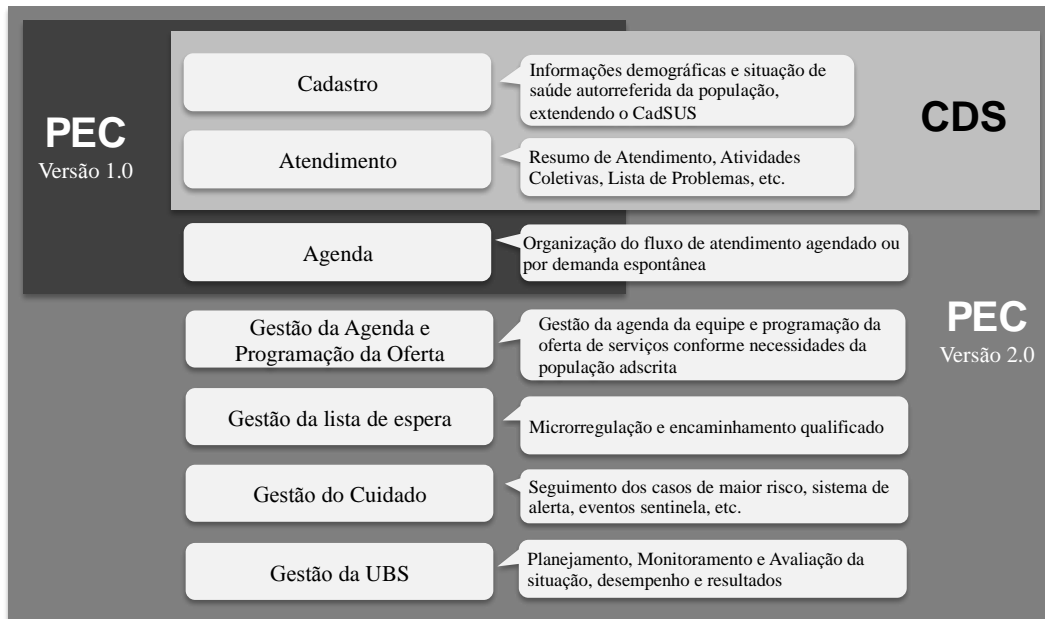 PEC
Versão 1.0
CDS
Cadastro
Informações demográficas e situação de
saúde autorreferida da população,
extendendo o CadSUS
Atendimento
Resumo de Atendimento, Atividades
Coletivas, Lista de Problemas, etc.
Agenda
Organização do fluxo de atendimento agendado ou
por demanda espontânea
PEC
Versão 2.0
Gestão da Agenda e
Programação da Oferta
Gestão da agenda da equipe e programação da
oferta de serviços conforme necessidades da
população adscrita
Gestão da lista de espera
Microrregulação e encaminhamento qualificado
Gestão do Cuidado
Seguimento dos casos de maior risco, sistema de
alerta, eventos sentinela, etc.
Gestão da UBS
Planejamento, Monitoramento e Avaliação da
situação, desempenho e resultados